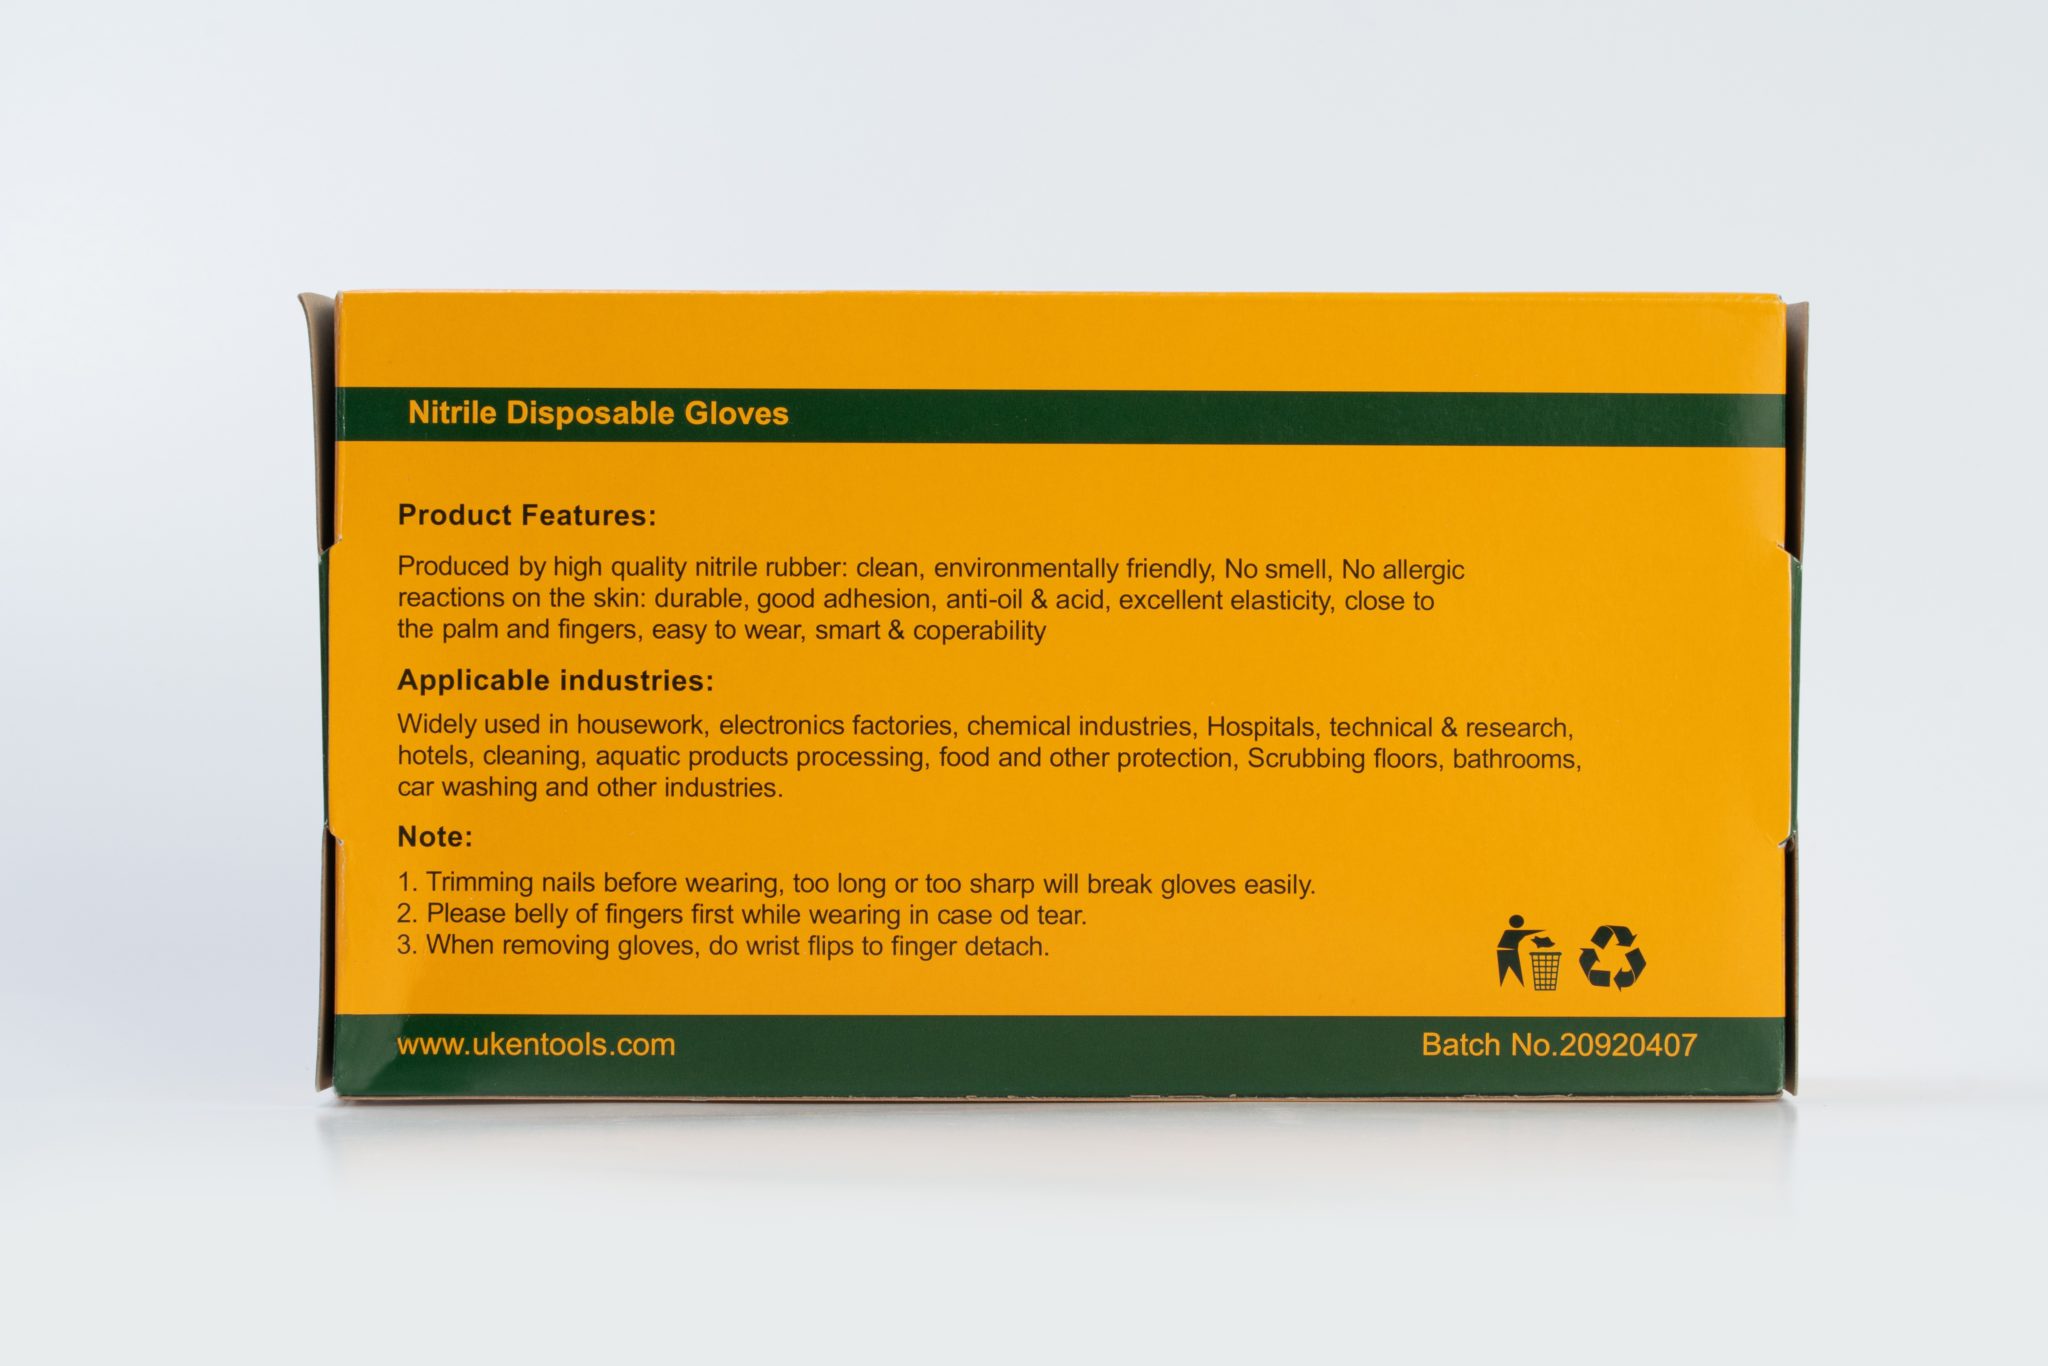 Nitrile Disposable Gloves
Product Features:
Produced by high quality nitrile rubber: clean, environmentally friendly, No smell, No allergic
reactions on the skin: durable, good adhesion, anti-oil & acid, excellent elasticity, close to
the palm and fingers, easy to wear, smart & coperability
Applicable industries:
Widely used in housework, electronics factories, chemical industries, Hospitals, technical & research,
hotels, cleaning, aquatic products processing, food and other protection, Scrubbing floors, bathrooms,
car washing and other industries.
Note:
1. Trimming nails before wearing, too long or too sharp will break gloves easily.
2. Please belly of fingers first while wearing in case od tear.
3. When removing gloves, do wrist flips to finger detach.
www.ukentools.com
Batch No.20920407